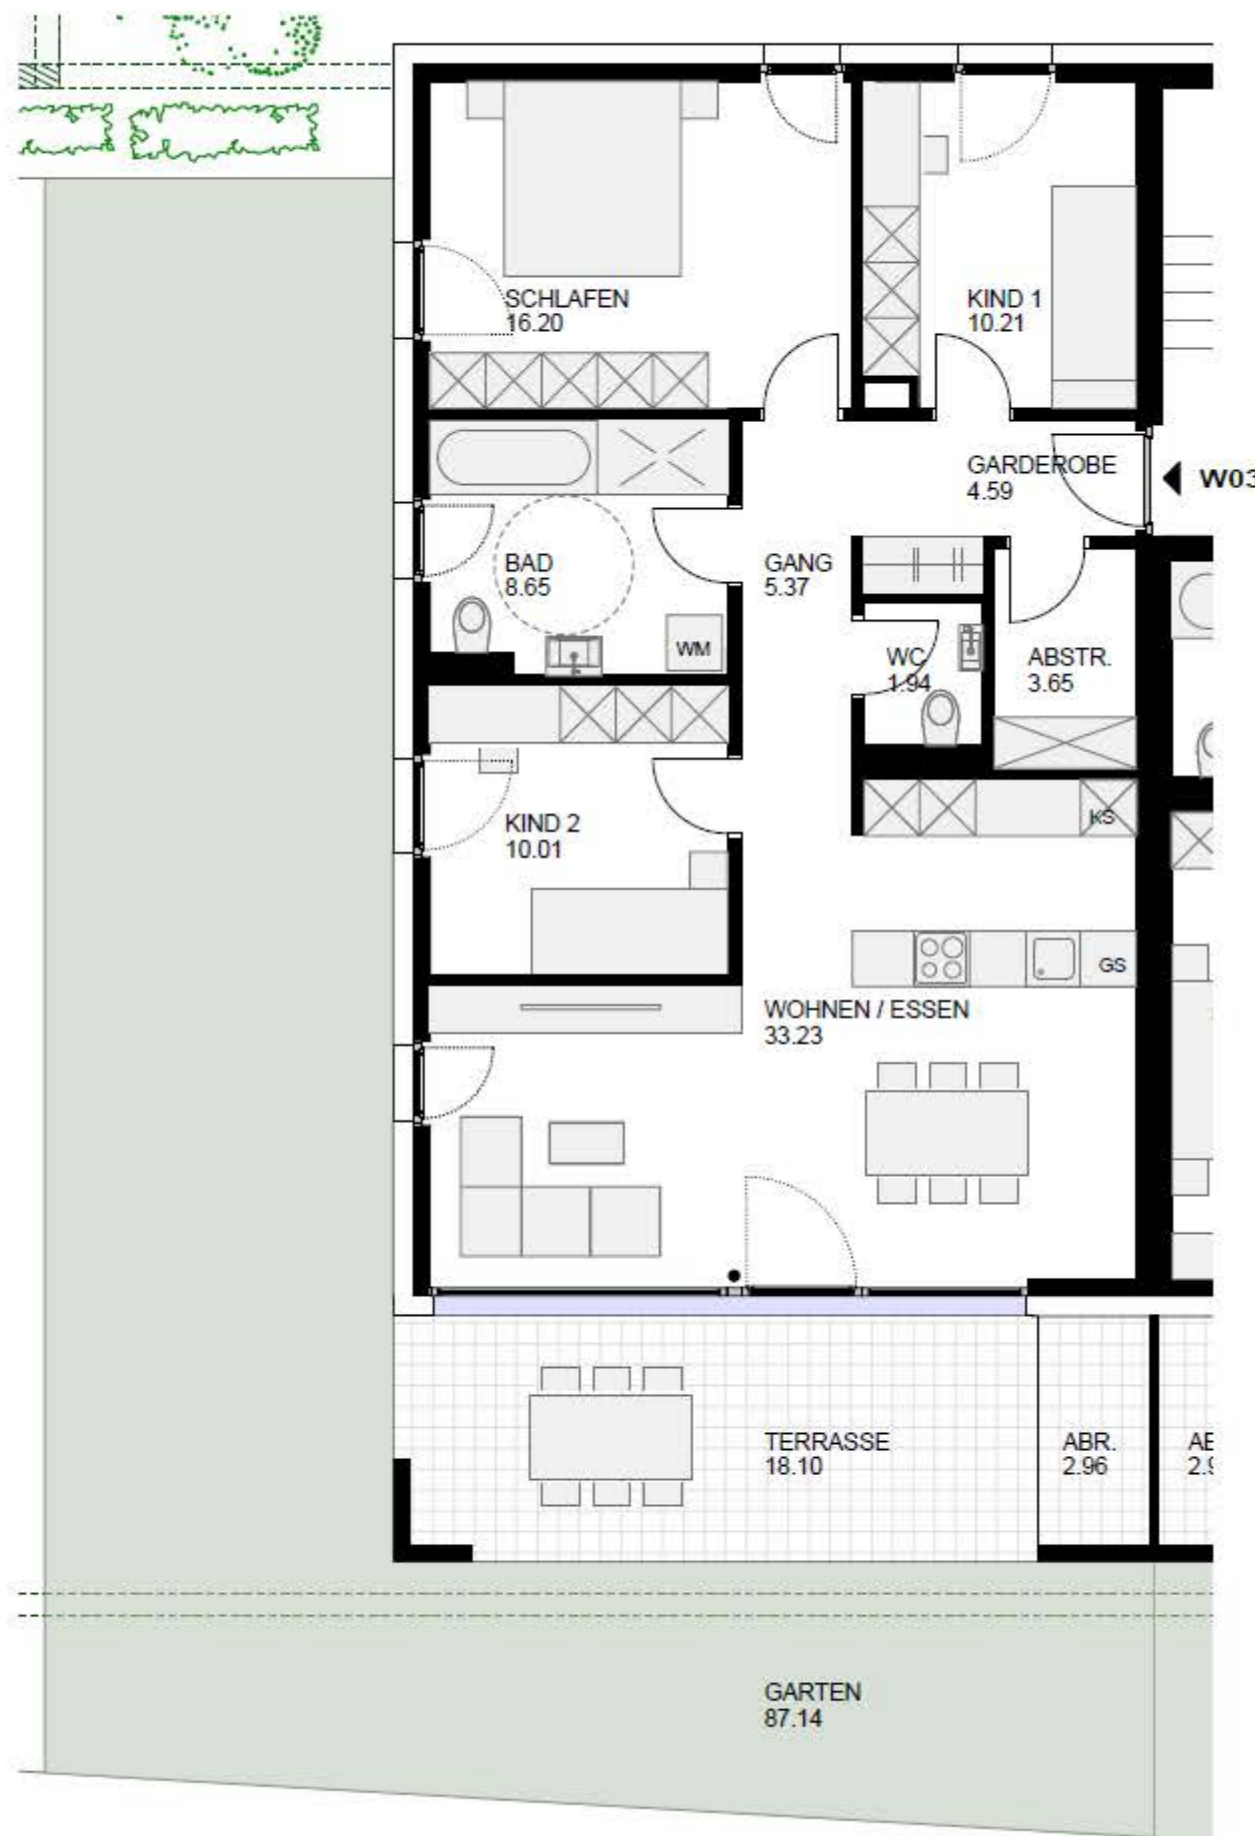 SCHLAFEN
16.20
KIND 1
10.21
GARDEROBE
4.59
W03
BAD
8.65
GANG
5.37
WM
WC
1.94
ABSTR.
3.65
KIND 2
10.01
KS
GS
WOHNEN / ESSEN
33.23
TERRASSE
18.10
ABR.
2.96
GARTEN
87.14